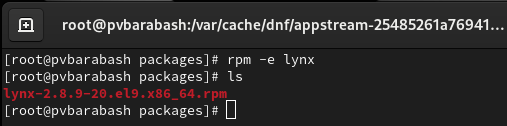 root@pvbarabash:/var/cache/dnf/appstream-25485261a76941...
[root@pvbarabash packages]# rpm -e lynx
[root@pvbarabash packages]# ls
lynx-2.8.9-20.el9.x86_64.rpm
[root@pvbarabash packages]#